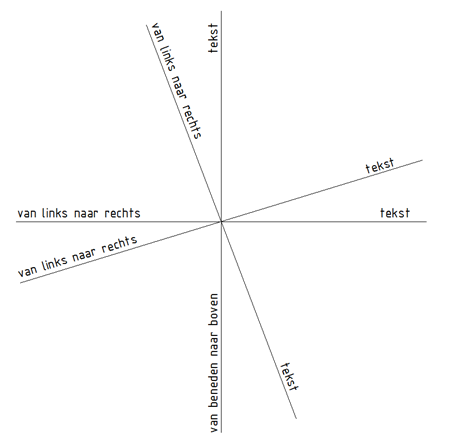 van links naar rechts
tekst
tekst
van links naar rechts
tekst
van links naar rechts
van beneden naar boven
tekst